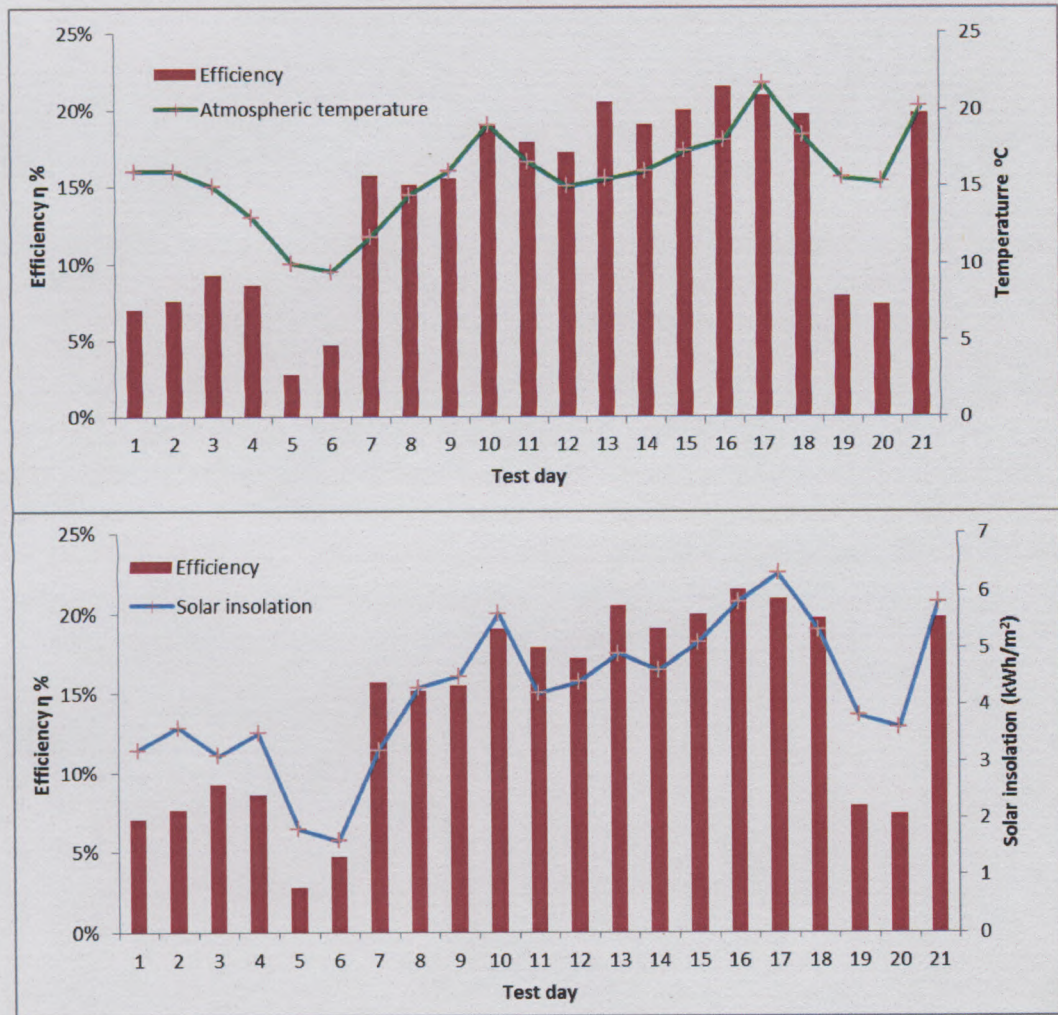 25%
20%
15%
10%
5%
0%
Efficiency η %
Efficiency
Atmospheric temperature
25
20
15
10
5
0
Temperaturre ºC
1 2 3 4 5 6 7 8 9 10 11 12 13 14 15 16 17 18 19 20 21
Test day
25%
20%
15%
10%
5%
0%
Efficiency η %
Efficiency
Solar insolation
7
6
5
4
3
2
1
0
Solar insolation (kWh/m²)
1 2 3 4 5 6 7 8 9 10 11 12 13 14 15 16 17 18 19 20 21
Test day